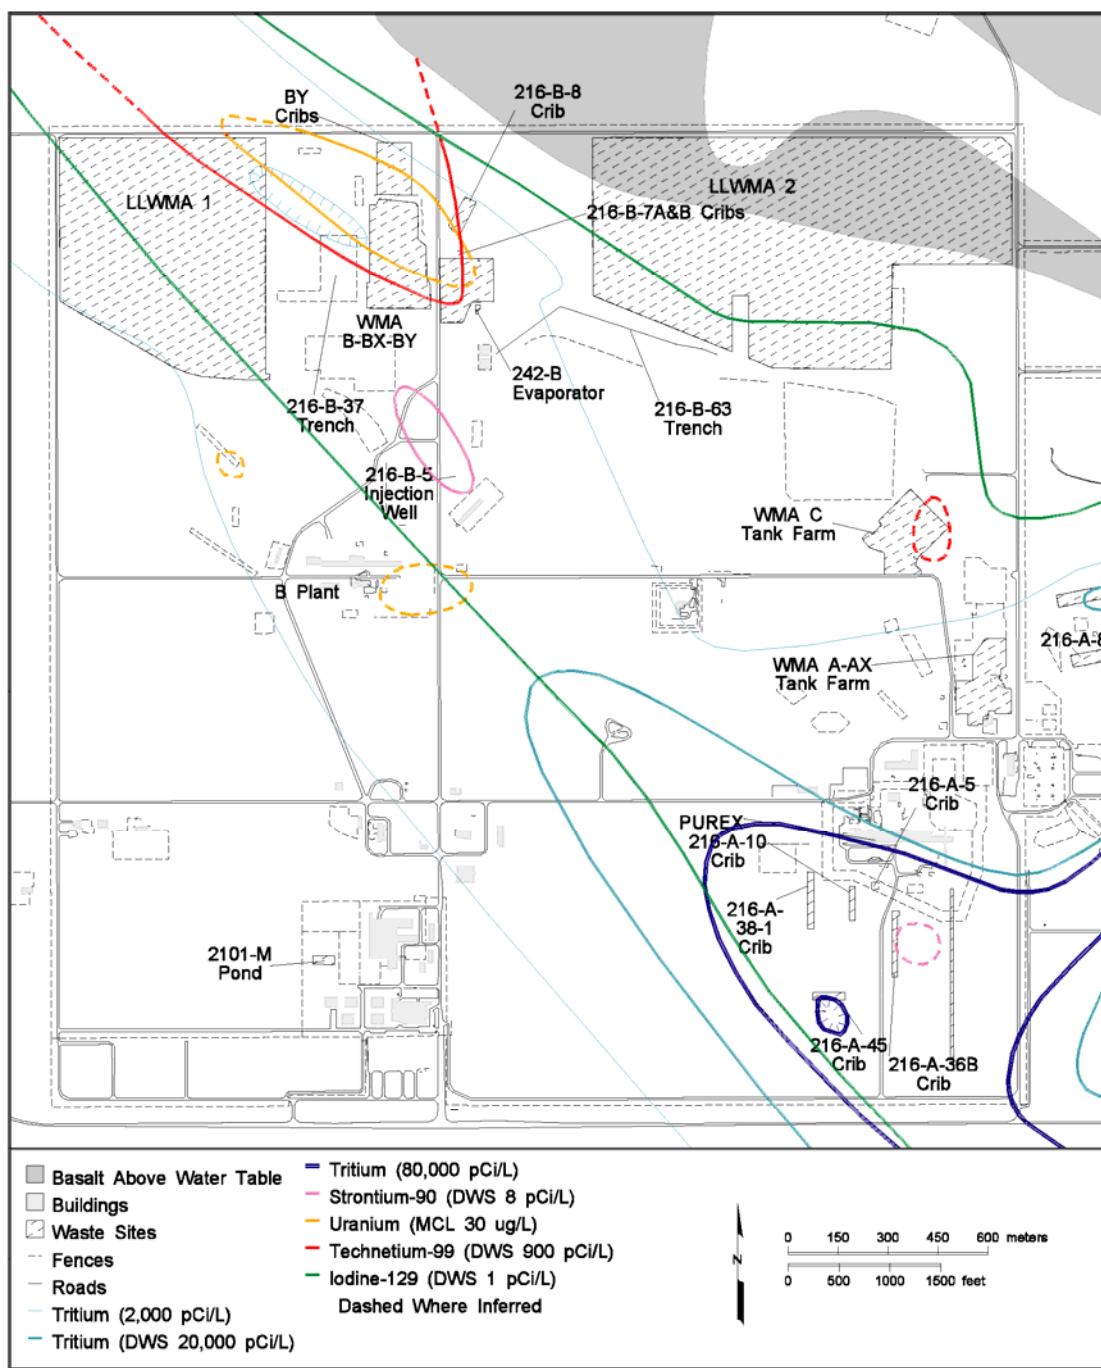 BY
Cribs
216-B-8
Crib
LLWMA 1
LLWMA 2
216-B-7A&B Cribs
WMA
B-BX-BY
242-B
Evaporator
216-B-37
Trench
216-B-63
Trench
216-B-5
Injection
Well
WMA C
Tank Farm
B Plant
216-A-8
WMA A-AX
Tank Farm
216-A-5
Crib
PUREX
216-A-10
Crib
216-A-
38-1
Crib
2101-M
Pond
216-A-45
Crib
216-A-36B
Crib
Basalt Above Water Table
Buildings
Waste Sites
Fences
Roads
Tritium (2,000 pCi/L)
Tritium (DWS 20,000 pCi/L)
Tritium (80,000 pCi/L)
Strontium-90 (DWS 8 pCi/L)
Uranium (MCL 30 ug/L)
Technetium-99 (DWS 900 pCi/L)
Iodine-129 (DWS 1 pCi/L)
Dashed Where Inferred
N
0 150 300 450 600 meters
0 500 1000 1500 feet